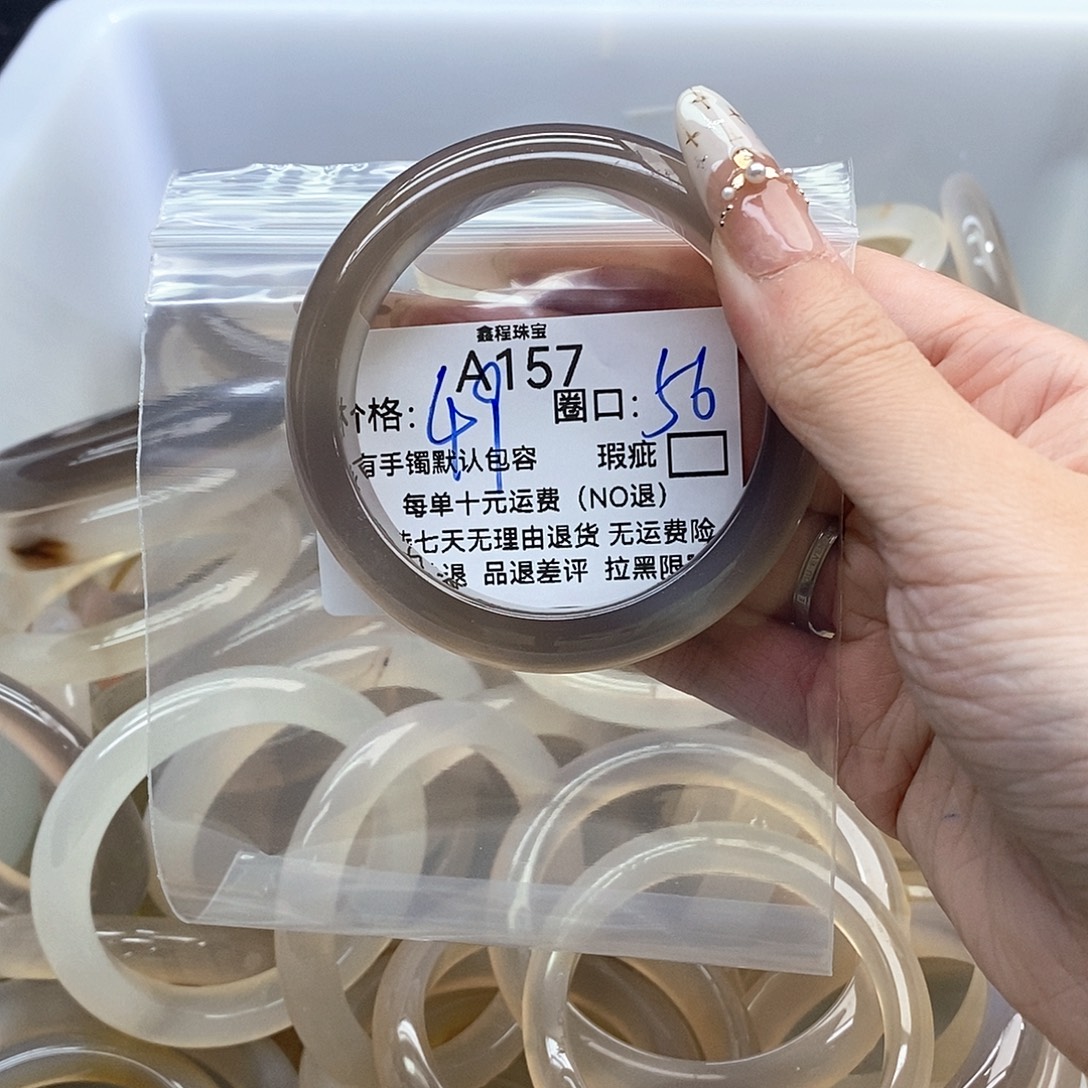 鑫程珠宝
A157
价格: 49 圈口: 56
有手镯默认包容 瑕疵
每单十元运费（NO退）
七天无理由退货 无运费险
退 品退差评 拉黑限